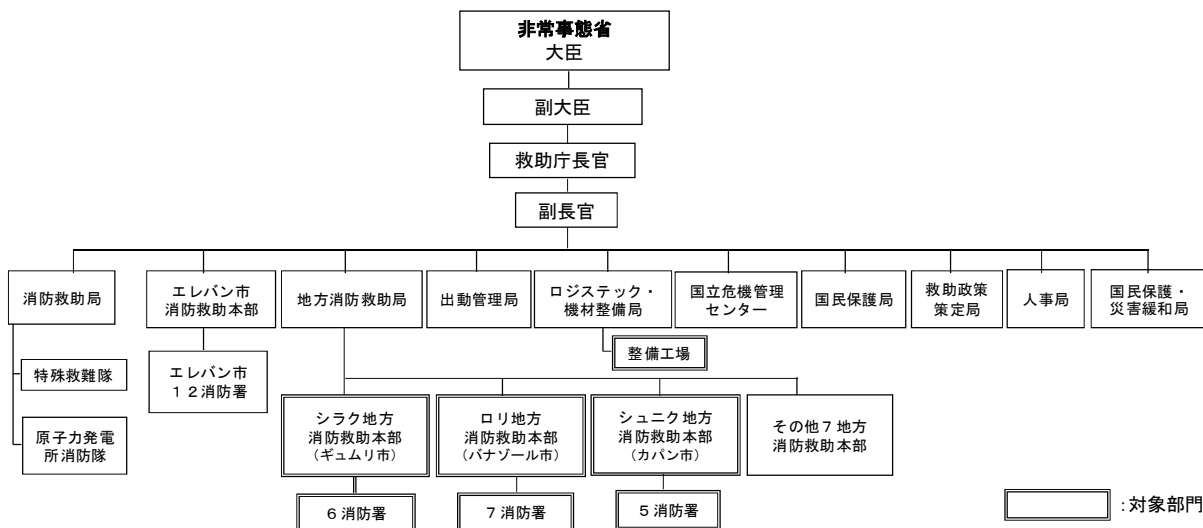 非常事態省
大臣
副大臣
救助庁長官
副長官
消防救助局
エレバン市
消防救助本部
地方消防救助局
出動管理局
ロジステック・
機材整備局
国立危機管理
センター
国民保護局
救助政策
策定局
人事局
国民保護・
災害緩和局
特殊救難隊
原子力発電
所消防隊
エレバン市
１２消防署
整備工場
シラク地方
消防救助本部
（ギュムリ市）
ロリ地方
消防救助本部
（バナゾール市）
シュニク地方
消防救助本部
（カパン市）
その他７地方
消防救助本部
６消防署
７消防署
５消防署
：対象部門